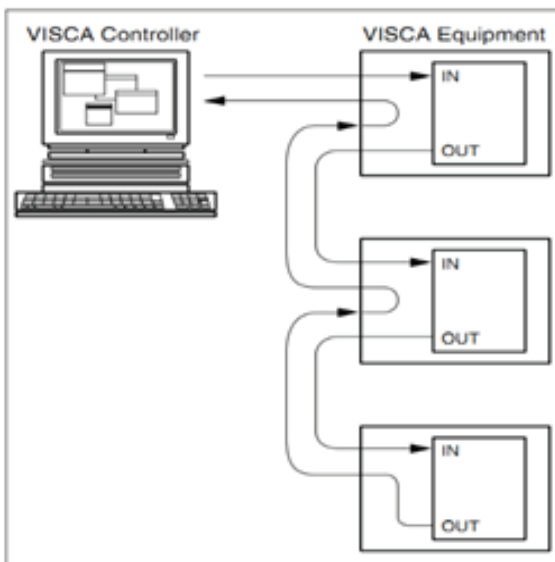 VISCA Controller
VISCA Equipment
IN
OUT
IN
OUT
IN
OUT